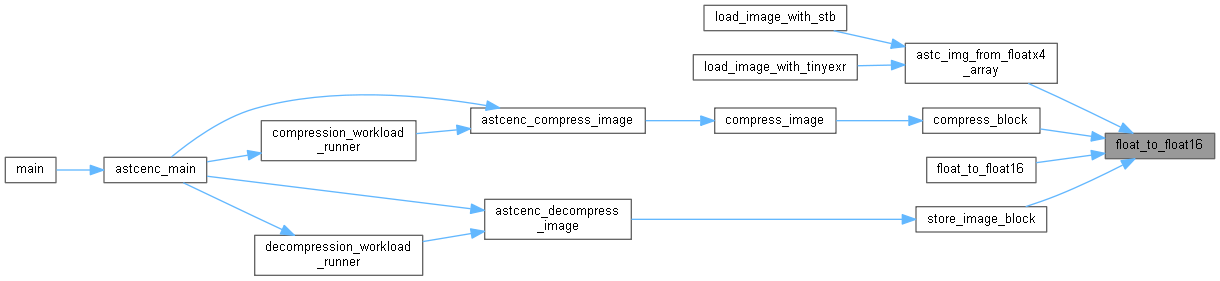 main
astcenc_main
compression_workload
_runner
decompression_workload
_runner
astcenc_compress_image
astcenc_decompress
_image
load_image_with_stb
load_image_with_tinyexr
compress_image
astc_img_from_floatx4
_array
compress_block
float_to_float16
store_image_block
float_to_float16